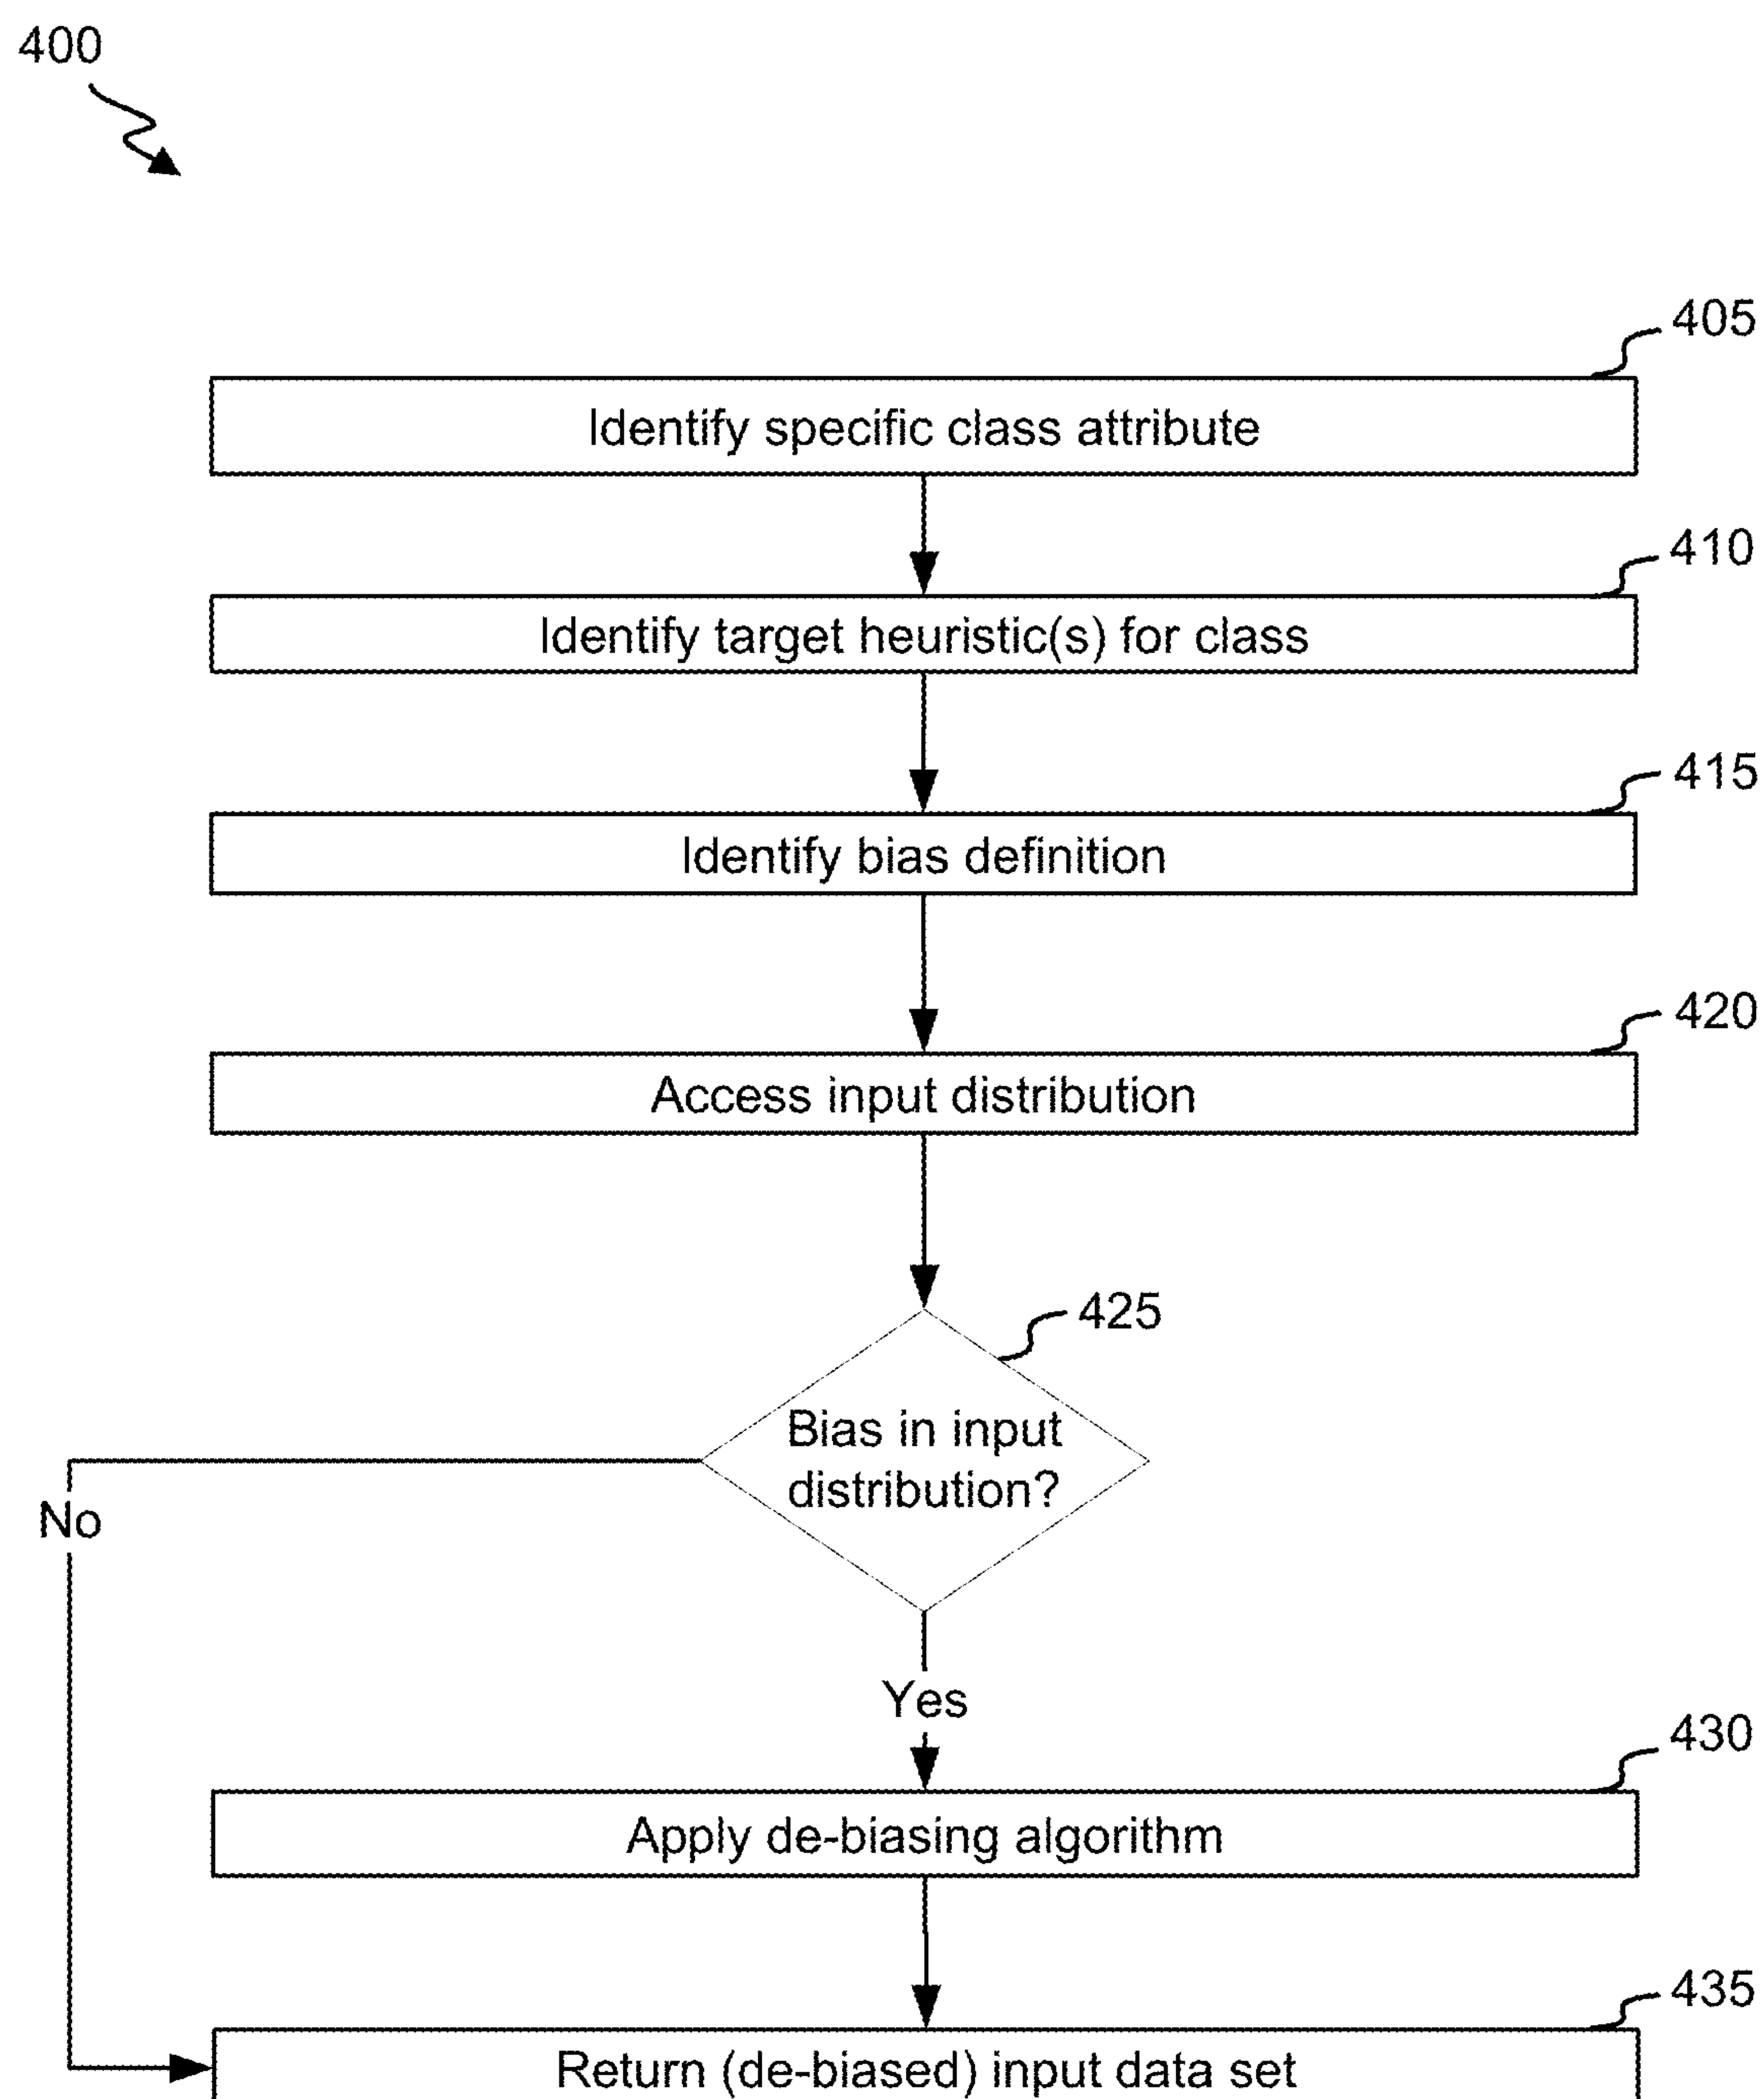 400
405
Identify specific class attribute
410
Identify target heuristic(s) for class
415
Identify bias definition
420
Access input distribution
425
Bias in input
distribution?
No
Yes
430
Apply de-biasing algorithm
435
Return (de-biased) input data set